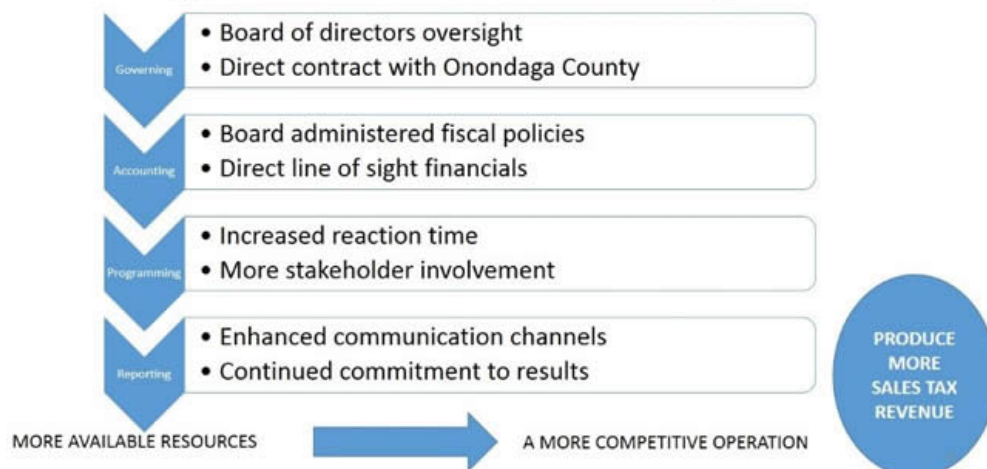 Governing
• Board of directors oversight
• Direct contract with Onondaga County
Accounting
• Board administered fiscal policies
• Direct line of sight financials
Programming
• Increased reaction time
• More stakeholder involvement
Reporting
• Enhanced communication channels
• Continued commitment to results
PRODUCE
MORE
SALES TAX
REVENUE
MORE AVAILABLE RESOURCES
A MORE COMPETITIVE OPERATION